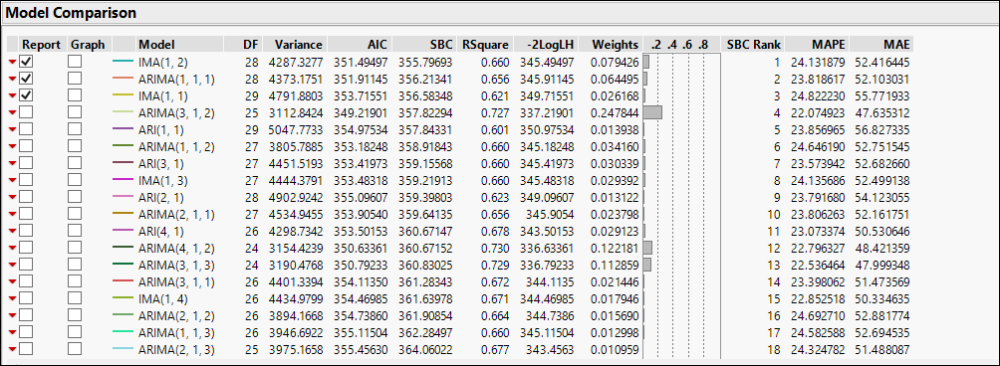 Model Comparison
Report Graph Model DF Variance AIC SBC RSquare -2LogLH Weights .2 .4 .6 .8 SBC Rank MAPE MAE
IMA(1, 2) 28 4287.3277 351.49497 355.79693 0.660 345.49497 0.079426 1 24.131879 52.416445
ARIMA(1, 1, 1) 28 4373.1751 351.91145 356.21341 0.656 345.91145 0.064495 2 23.818617 52.103031
IMA(1, 1) 29 4791.8803 353.71551 356.58348 0.621 349.71551 0.026168 3 24.822230 55.771933
ARIMA(3, 1, 2) 25 3112.8424 349.21901 357.82294 0.727 337.21901 0.247844 4 22.074923 47.635312
ARI(1, 1) 29 5047.7733 354.97534 357.84331 0.601 350.97534 0.013938 5 23.856965 56.827335
ARIMA(1, 1, 2) 27 3805.7885 353.18248 358.91843 0.660 345.18248 0.034160 6 24.646190 52.751545
ARI(3, 1) 27 4451.5193 353.41973 359.15568 0.660 345.41973 0.030339 7 23.573942 52.682660
IMA(1, 3) 27 4444.3791 353.48318 359.21913 0.660 345.48318 0.029392 8 24.135686 52.499138
ARI(2, 1) 28 4902.9242 355.09607 359.39803 0.623 349.09607 0.013122 9 23.791680 54.123055
ARIMA(2, 1, 1) 27 4534.9455 353.90540 359.64135 0.656 345.9054 0.023798 10 23.806263 52.161751
ARI(4, 1) 26 4298.7342 353.50153 360.67147 0.678 343.50153 0.029123 11 23.073374 50.530646
ARIMA(4, 1, 2) 24 3154.4239 350.63361 360.67152 0.730 336.63361 0.122181 12 22.796327 48.421359
ARIMA(3, 1, 3) 24 3190.4768 350.79233 360.83025 0.729 336.79233 0.112859 13 22.536464 47.999348
ARIMA(3, 1, 1) 26 4401.3394 354.11350 361.28343 0.672 344.1135 0.021446 14 23.398062 51.473569
IMA(1, 4) 26 4434.9799 354.46985 361.63978 0.671 344.46985 0.017946 15 22.852518 50.334635
ARIMA(2, 1, 2) 26 3894.1658 354.73860 361.90854 0.664 344.7386 0.015690 16 24.692710 52.881774
ARIMA(1, 1, 3) 26 3946.6922 355.11504 362.28497 0.660 345.11504 0.012998 17 24.582588 52.694535
ARIMA(2, 1, 3) 25 3975.1658 355.45630 364.06022 0.677 343.4563 0.010959 18 24.324782 51.488087